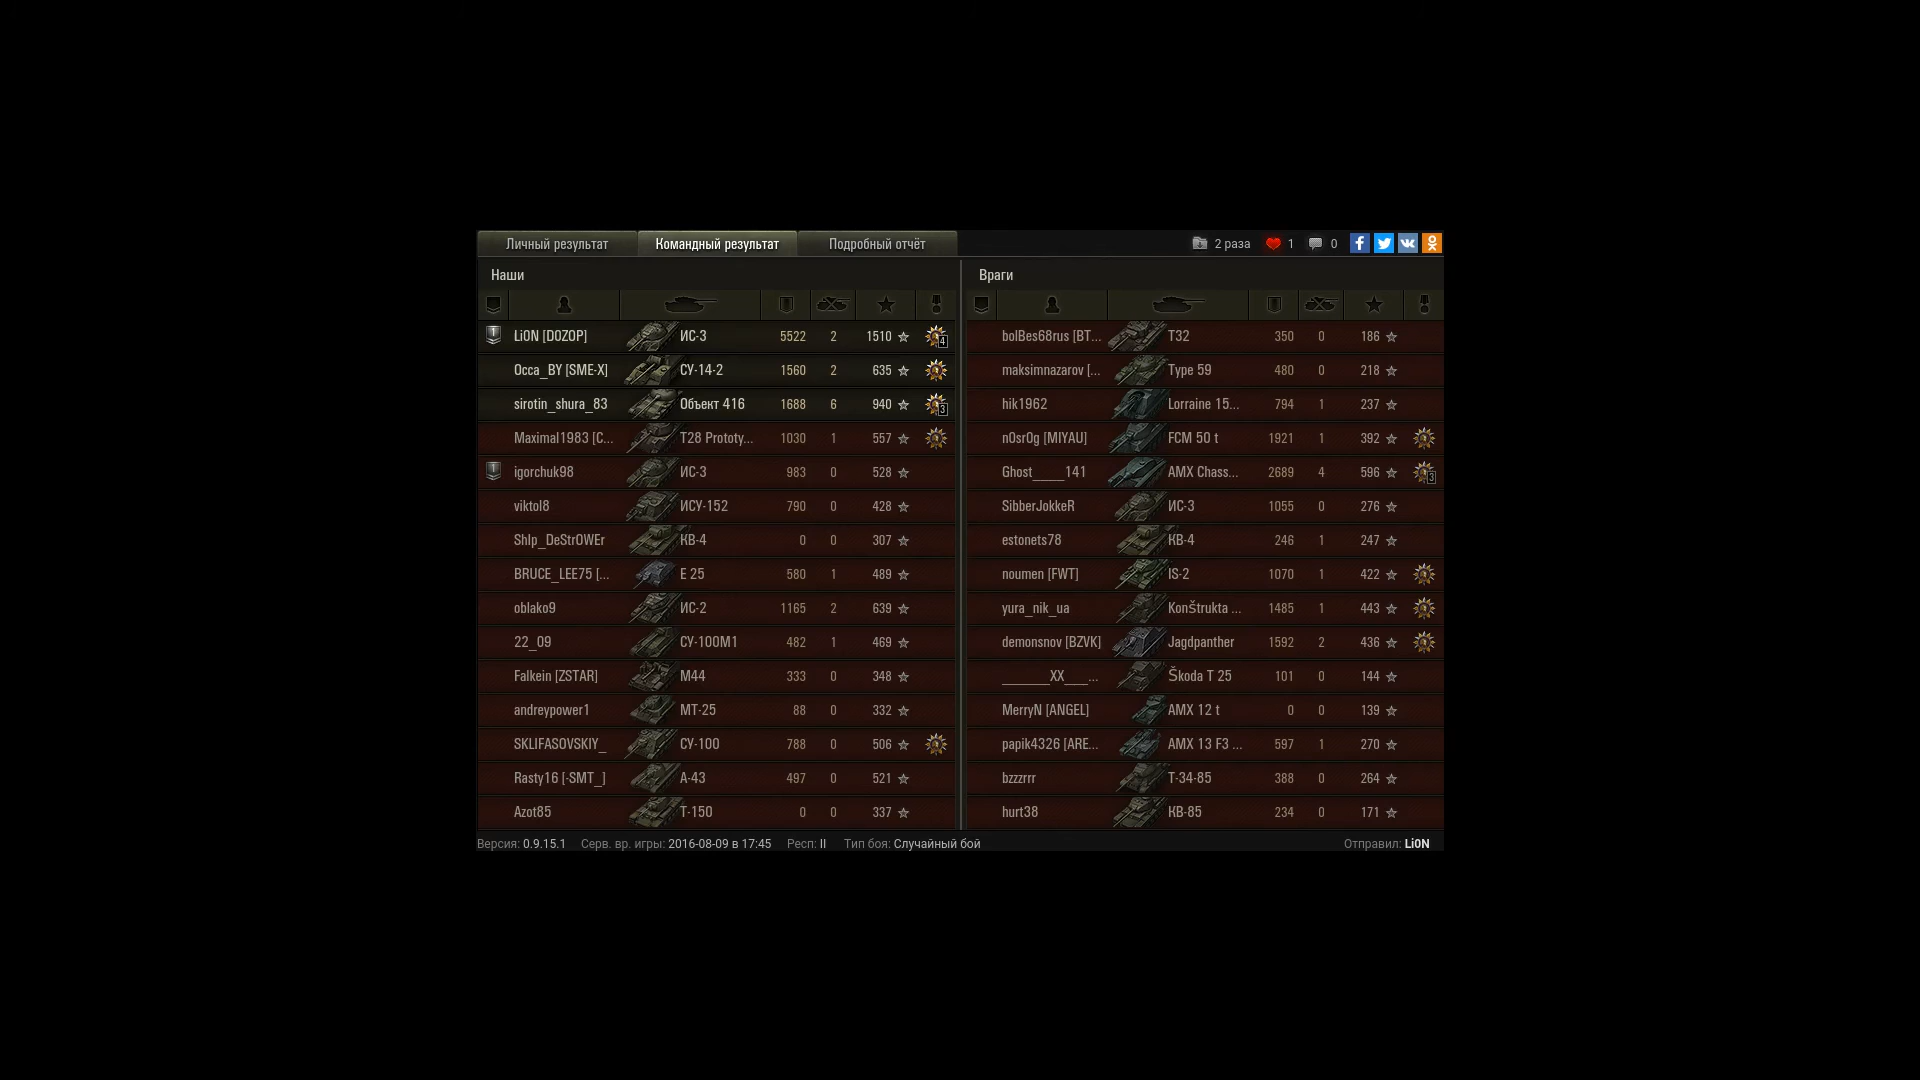 Личный результат Командный результат Подробный отчёт 2 раза 1 0
Наши Враги
LiON [DOZOP] ИС-3 5522 2 1510 4 bolBes68rus [BT... T32 350 0 186
Occa_BY [SME-X] СУ-14-2 1560 2 635 maksimnazarov [... Type 59 480 0 218
sirotin_shura_83 Объект 416 1688 6 940 3 hik1962 Lorraine 15... 794 1 237
Maximal1983 [C... T28 Prototy... 1030 1 557 n0sr0g [MIYAU] FCM 50 t 1921 1 392
igorchuk98 ИС-3 983 0 528 Ghost____141 AMX Chass... 2689 4 596 3
viktol8 ИСУ-152 790 0 428 SibberJokkeR ИС-3 1055 0 276
ShIp_DeStrOWEr КВ-4 0 0 307 estonets78 КВ-4 246 1 247
BRUCE_LEE75 [... E 25 580 1 489 noumen [FWT] IS-2 1070 1 422
oblako9 ИС-2 1165 2 639 yura_nik_ua KonŠtrukta ... 1485 1 443
22_09 СУ-100М1 482 1 469 demonsnov [BZVK] Jagdpanther 1592 2 436
Falkein [ZSTAR] M44 333 0 348 ______XX___... Škoda T 25 101 0 144
andreypower1 МТ-25 88 0 332 MerryN [ANGEL] AMX 12 t 0 0 139
SKLIFASOVSKIY_ СУ-100 788 0 506 papik4326 [ARE... AMX 13 F3 ... 597 1 270
Rasty16 [-SMT_] А-43 497 0 521 bzzzrrr Т-34-85 388 0 264
Azot85 Т-150 0 0 337 hurt38 КВ-85 234 0 171
Версия: 0.9.15.1 Серв. вр. игры: 2016-08-09 в 17:45 Респ: II Тип боя: Случайный бой Отправил: Li0N